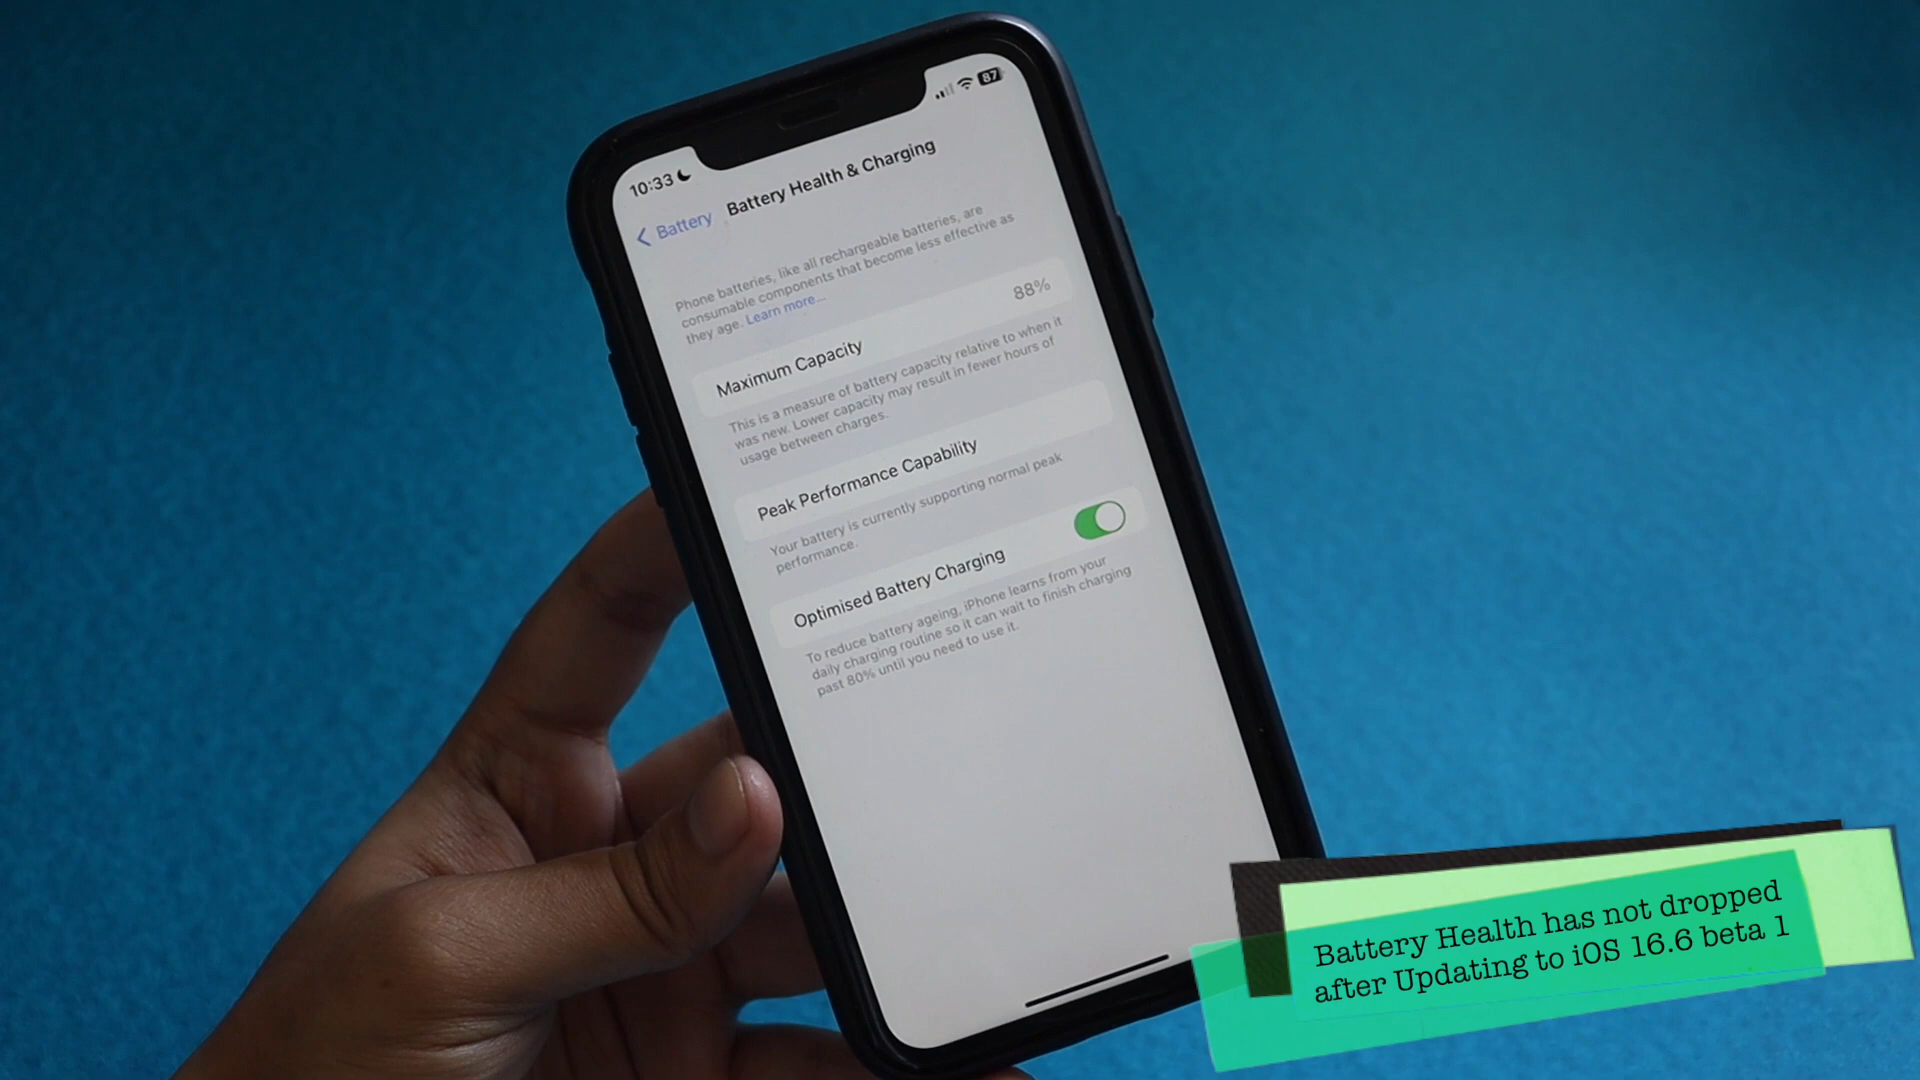 10:33
87
Battery
Battery Health & Charging
Phone batteries, like all rechargeable batteries, are
consumable components that become less effective as
they age. Learn more...
Maximum Capacity
88%
This is a measure of battery capacity relative to when it
was new. Lower capacity may result in fewer hours of
usage between charges.
Peak Performance Capability
Your battery is currently supporting normal peak
performance.
Optimised Battery Charging
To reduce battery ageing, iPhone learns from your
daily charging routine so it can wait to finish charging
past 80% until you need to use it.
Battery Health has not dropped
after Updating to iOS 16.6 beta 1